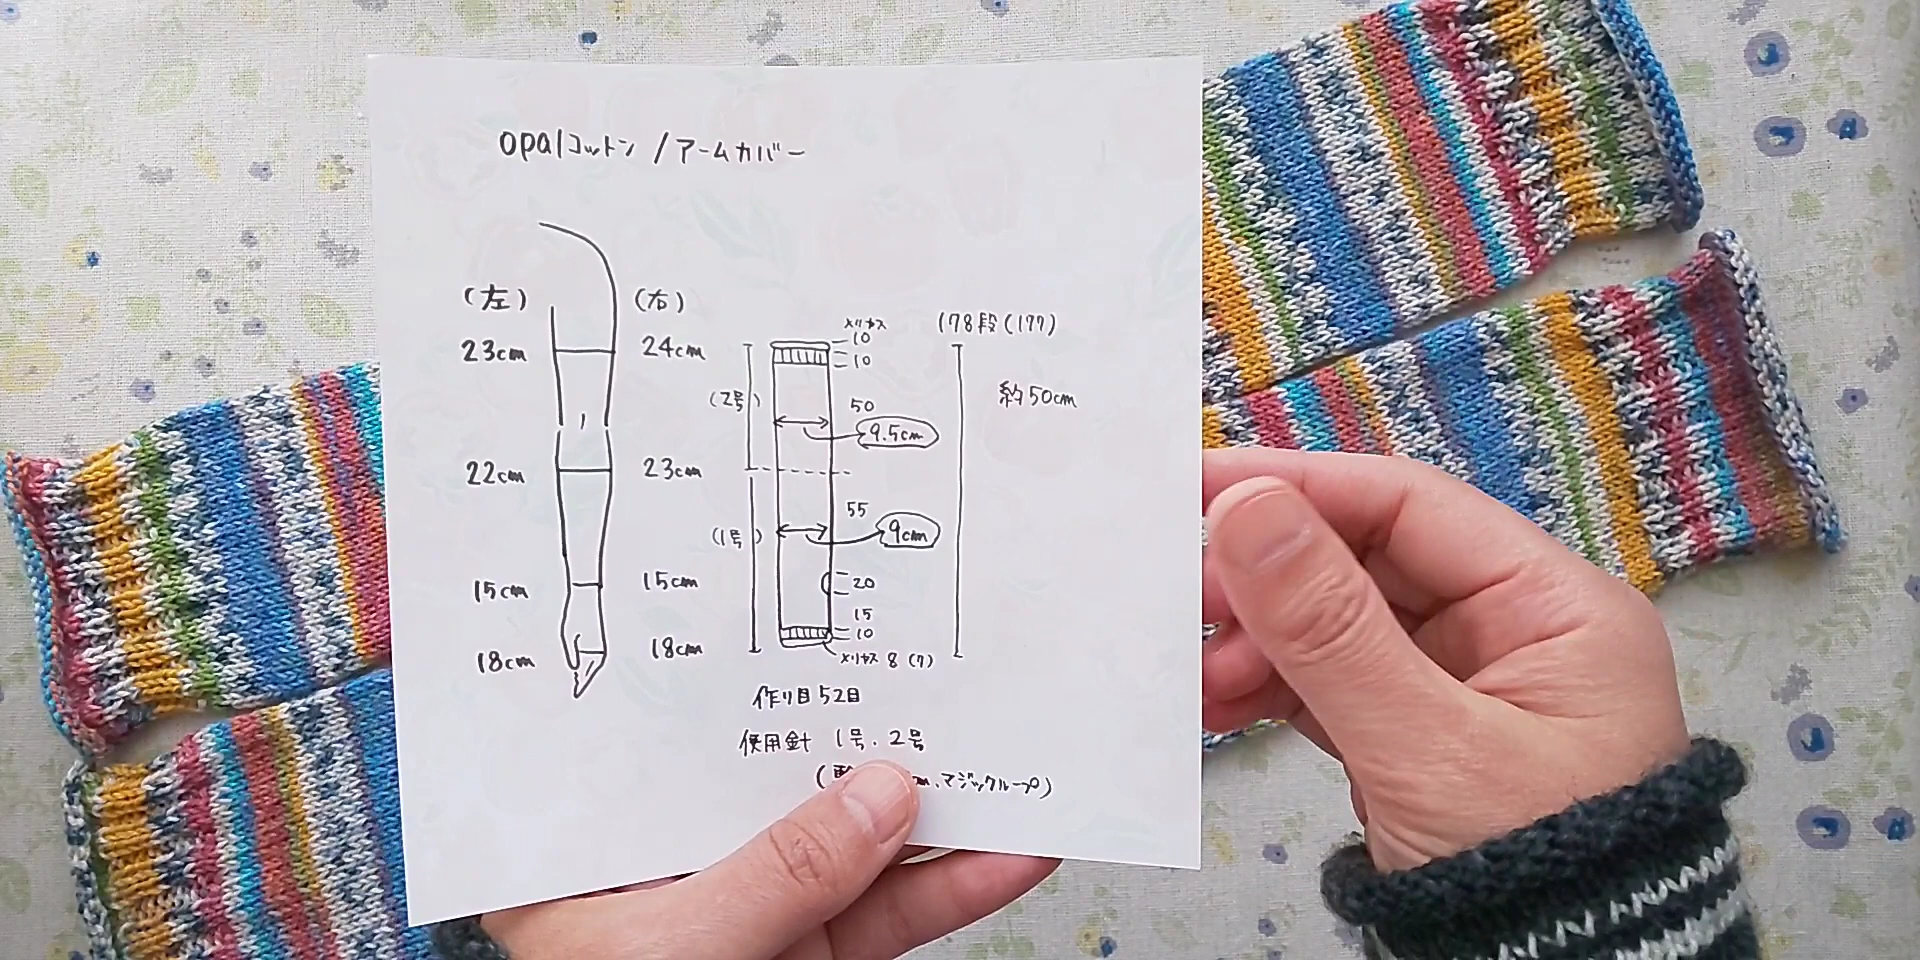 opalコットン/アームカバー
(左)
(右)
23cm
24cm
22cm
23cm
15cm
15cm
18cm
18cm
メリヤス
10
10
(2号)
50
9.5cm
(1号)
55
9cm
20
15
10
メリヤス 8 (7)
178段(177)
約50cm
作り目52目
使用針 1号.2号
(
m.マジックループ)